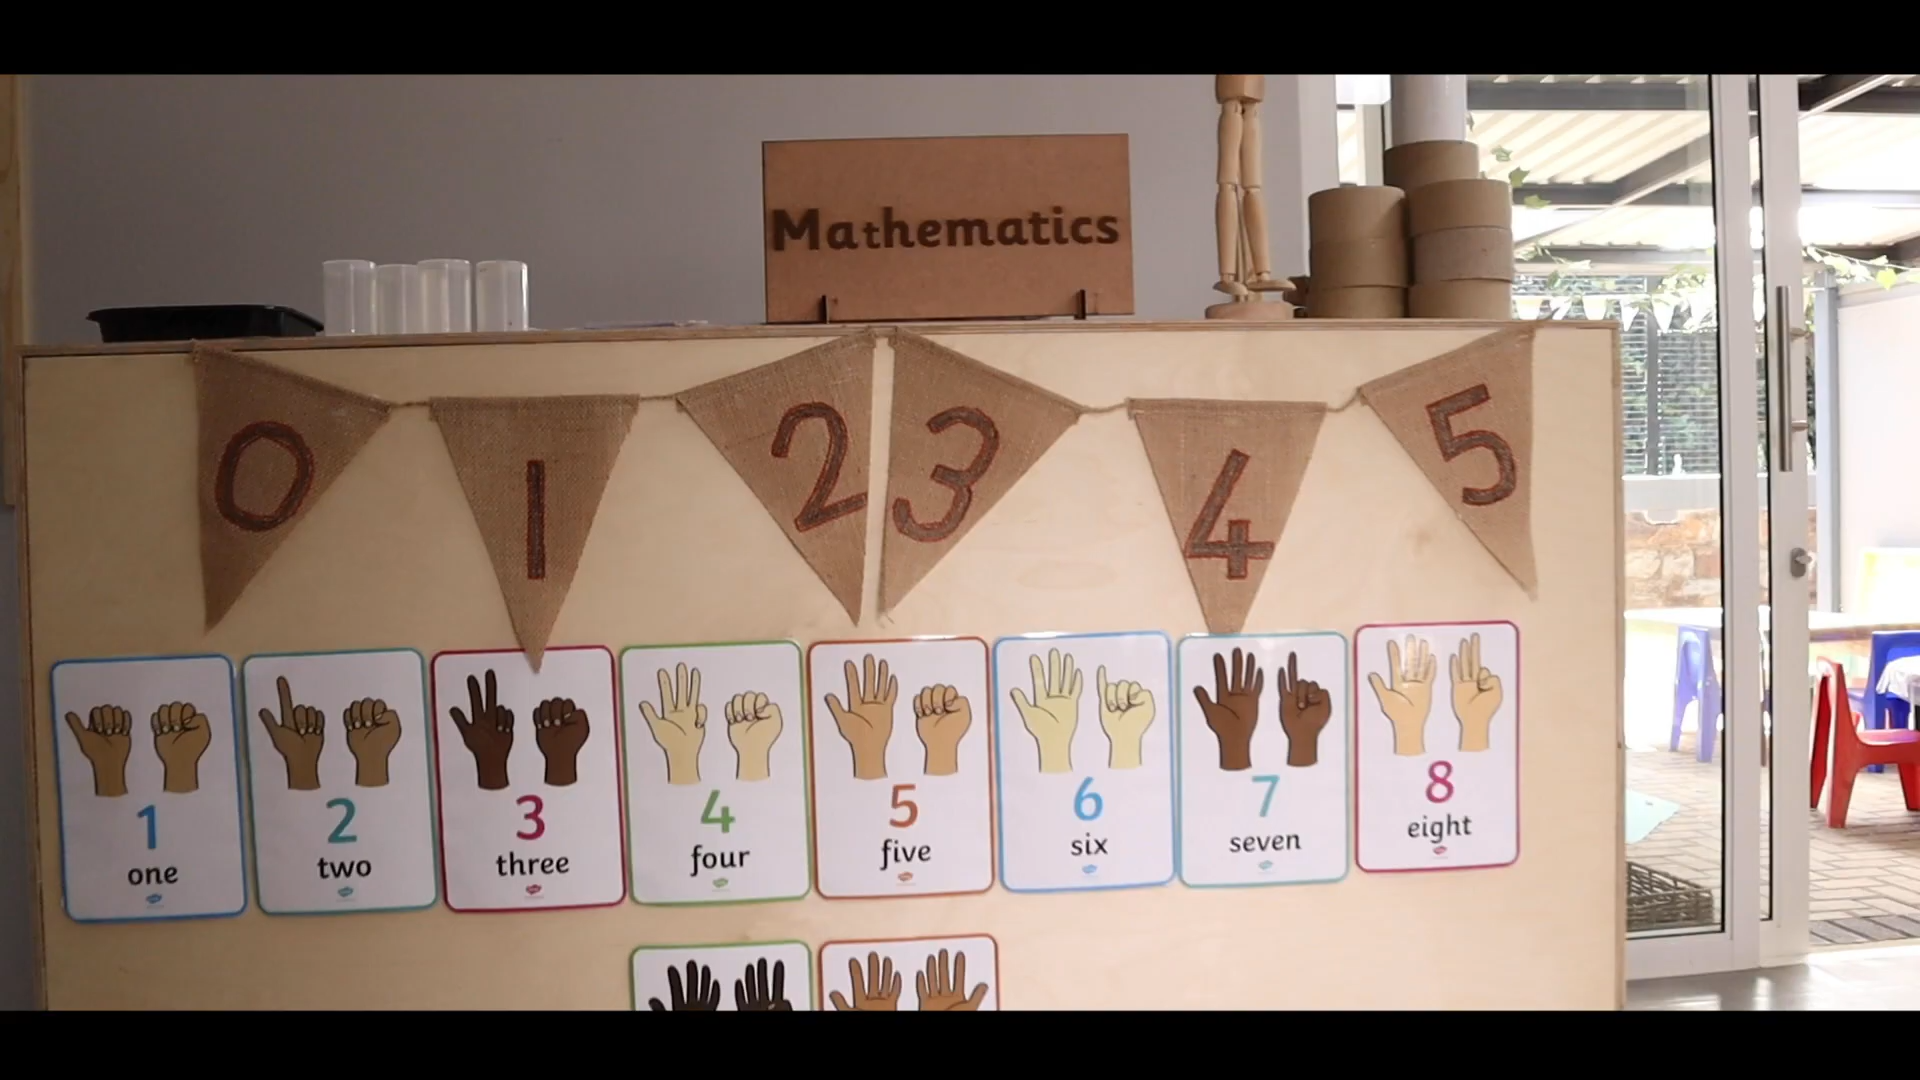 Mathematics
0 1 2 3 4 5
1
one
2
two
3
three
4
four
5
five
6
six
7
seven
8
eight